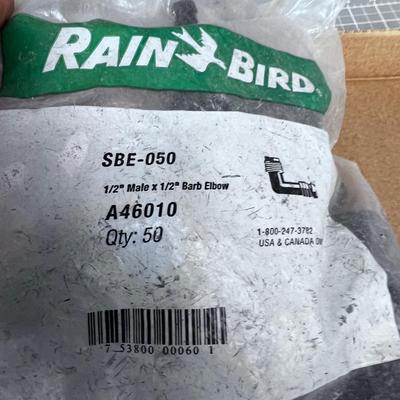 RAIN BIRD
SBE-050
1/2" Male x 1/2" Barb Elbow
A46010
Qty: 50
1-800-247-3782
USA & CANADA
7 53800 00060 1